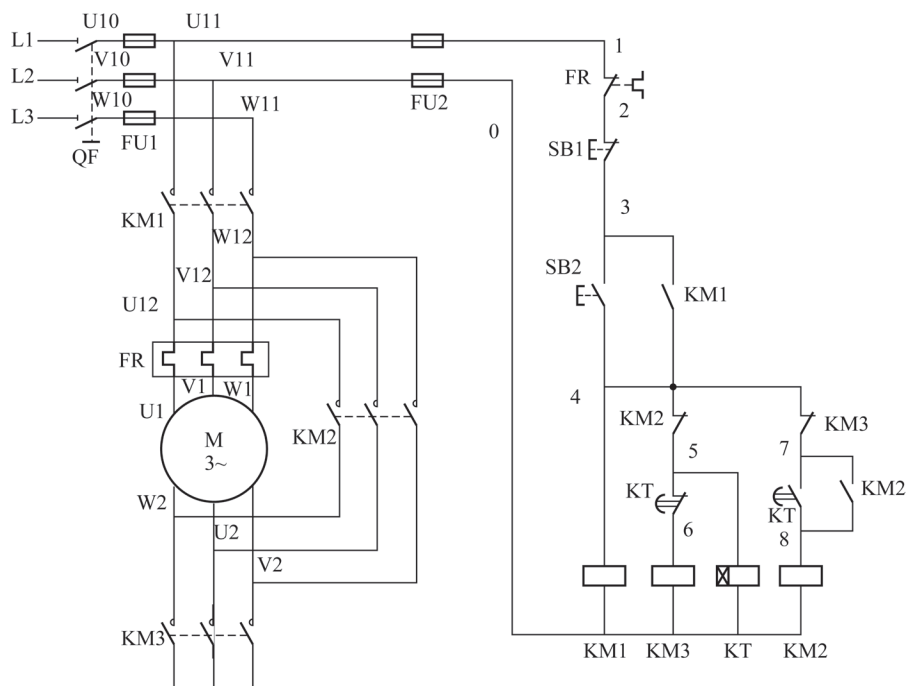 U10 U11
L1 1
V10 V11
L2 FR
W10 W11 FU2 2
L3 0
FU1
QF SB1
3
KM1
W12
V12 SB2
U12 KM1
FR
V1 W1 4
U1 KM2 KM3
M KM2
3~ 5 7
W2 KT KM2
KT
U2 6 8
V2
KM3
KM1 KM3 KT KM2